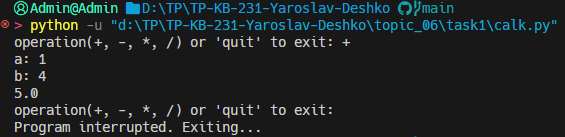 Admin@Admin D:\TP\TP-KB-231-Yaroslav-Deshko main
> python -u "d:\TP\TP-KB-231-Yaroslav-Deshko\topic_06\task1\calk.py"
operation(+, -, *, /) or 'quit' to exit: +
a: 1
b: 4
5.0
operation(+, -, *, /) or 'quit' to exit:
Program interrupted. Exiting...